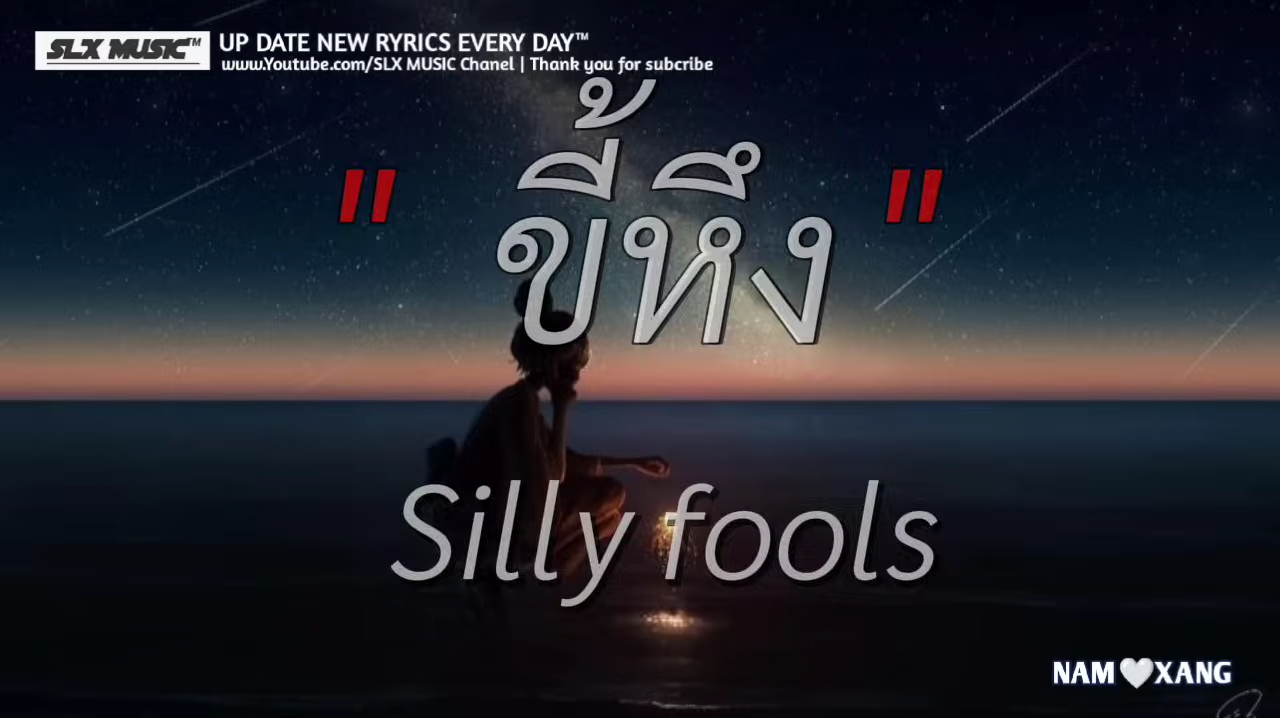 SLX MUSIC™ UP DATE NEW RYRICS EVERY DAY™
www.Youtube.com/SLX MUSIC Chanel | Thank you for subcribe
" ขี้หึง "
Silly fools
NAM🤍XANG